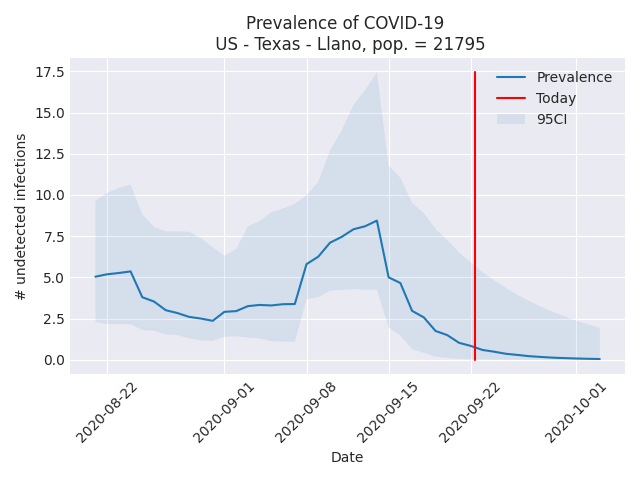 Prevalence of COVID-19
US - Texas - Llano, pop. = 21795
17.5
15.0
12.5
10.0
7.5
5.0
2.5
0.0
# undetected infections
Prevalence
Today
95CI
2020-08-22
2020-09-01
2020-09-08
2020-09-15
2020-09-22
2020-10-01
Date